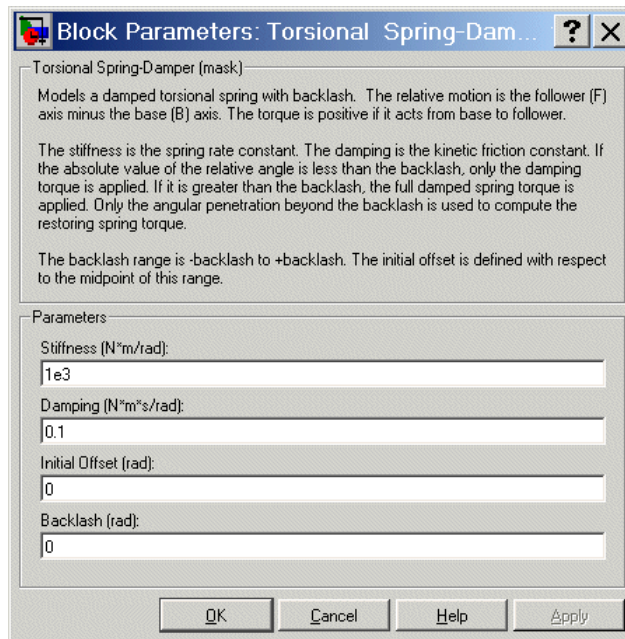 Block Parameters: Torsional Spring-Dam...
Torsional Spring-Damper (mask)
Models a damped torsional spring with backlash. The relative motion is the follower (F)
axis minus the base (B) axis. The torque is positive if it acts from base to follower.
The stiffness is the spring rate constant. The damping is the kinetic friction constant. If
the absolute value of the relative angle is less than the backlash, only the damping
torque is applied. If it is greater than the backlash, the full damped spring torque is
applied. Only the angular penetration beyond the backlash is used to compute the
restoring spring torque.
The backlash range is -backlash to +backlash. The initial offset is defined with respect
to the midpoint of this range.
Parameters
Stiffness (N*m/rad):
1e3
Damping (N*m*s/rad):
0.1
Initial Offset (rad):
0
Backlash (rad):
0
OK Cancel Help Apply